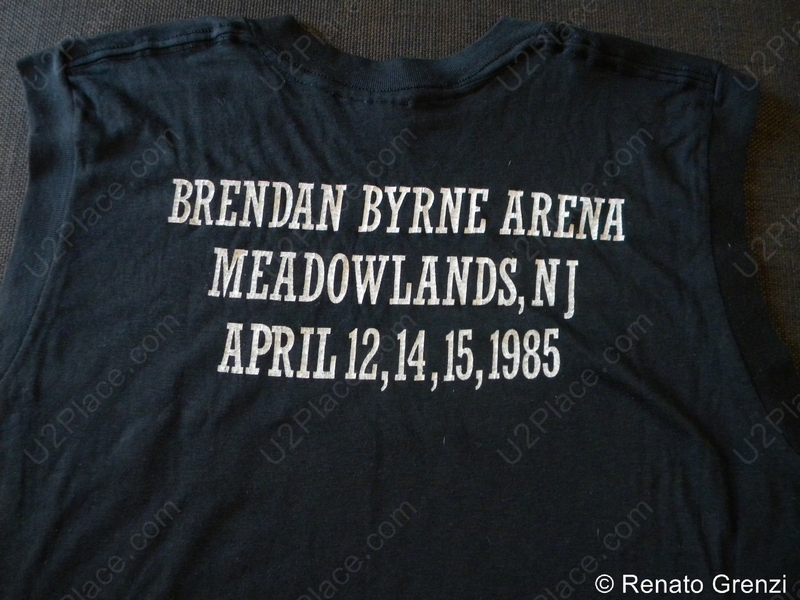 BRENDAN BYRNE ARENA
MEADOWLANDS, NJ
APRIL 12, 14, 15, 1985
U2Place.com
© Renato Grenzi